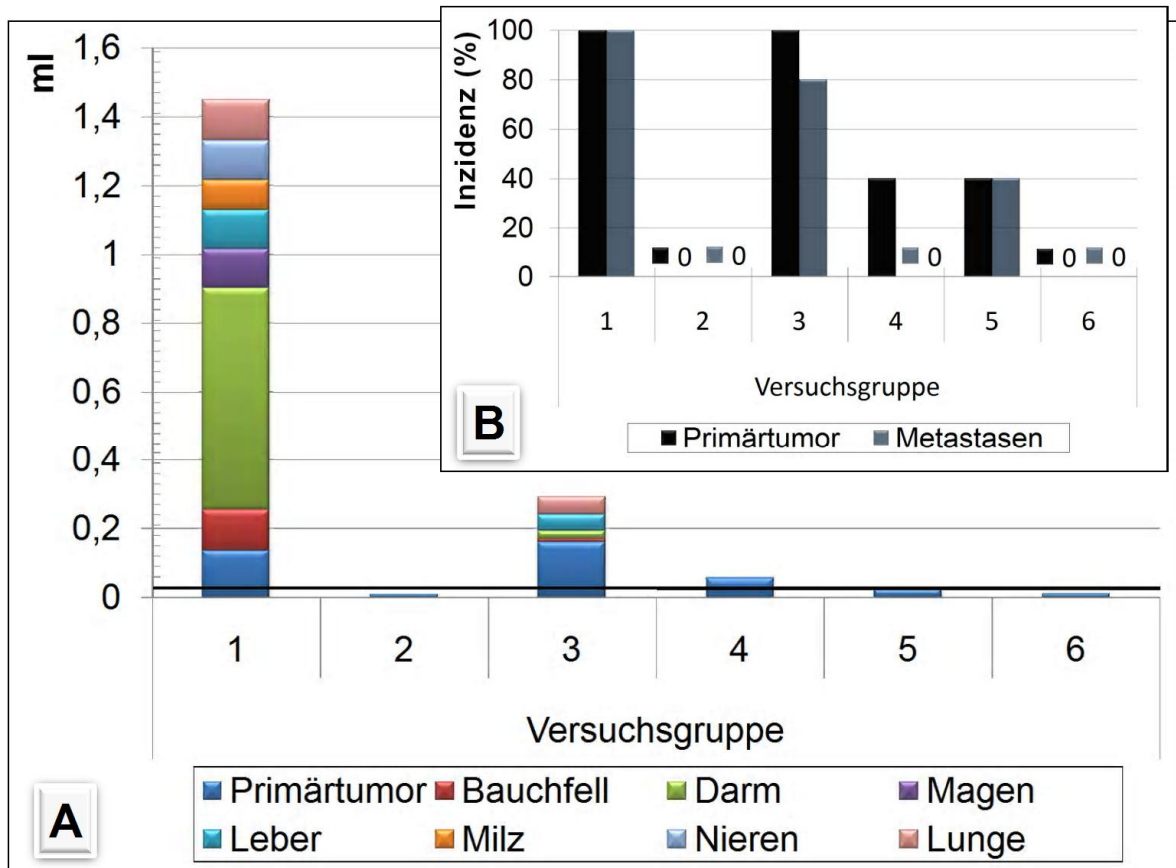 ml
1,6
1,4
1,2
1
0,8
0,6
0,4
0,2
0
1 2 3 4 5 6
Versuchsgruppe
A
Primärtumor Bauchfell Darm Magen
Leber Milz Nieren Lunge
Inzidenz (%)
100
80
60
40
20
0
0 0 0 0 0
1 2 3 4 5 6
Versuchsgruppe
B
Primärtumor Metastasen